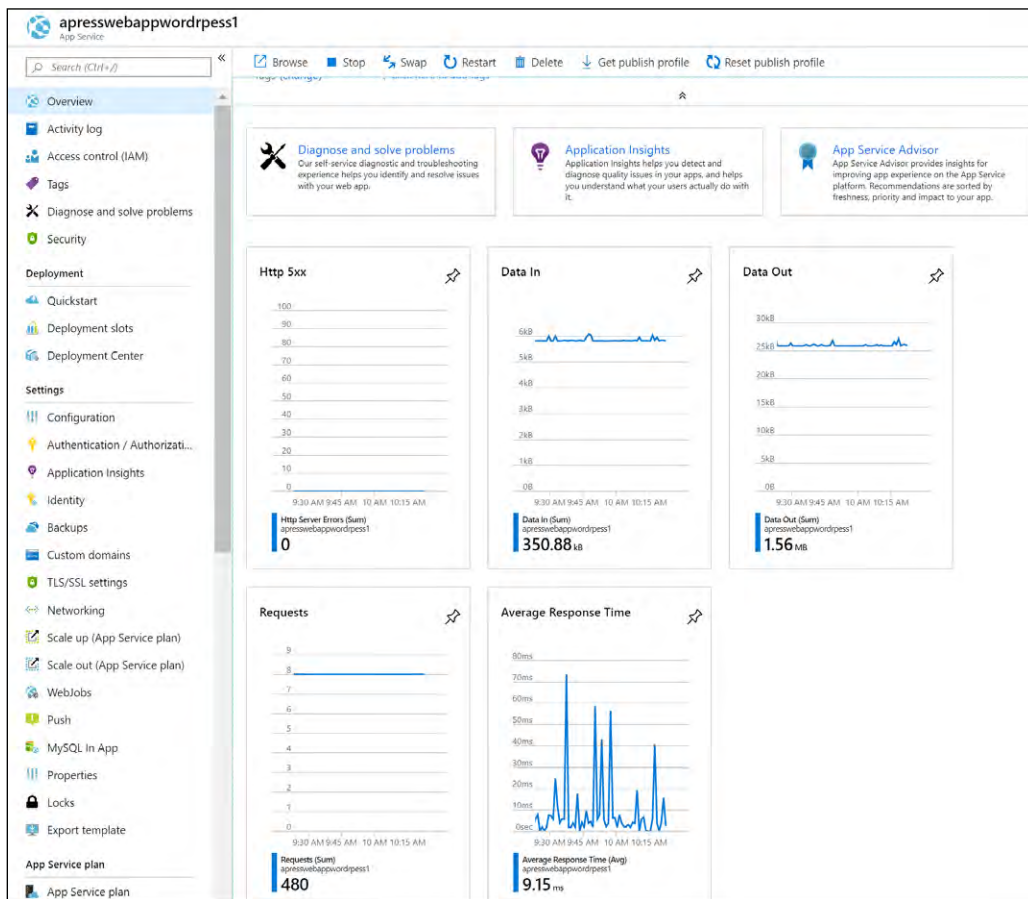 apresswebappwordrpess1
App Service
Search (Ctrl+/)
«
Overview
Activity log
Access control (IAM)
Tags
Diagnose and solve problems
Security
Deployment
Quickstart
Deployment slots
Deployment Center
Settings
Configuration
Authentication / Authorizati...
Application Insights
Identity
Backups
Custom domains
TLS/SSL settings
Networking
Scale up (App Service plan)
Scale out (App Service plan)
WebJobs
Push
MySQL In App
Properties
Locks
Export template
App Service plan
App Service plan
Browse Stop Swap Restart Delete Get publish profile Reset publish profile
Diagnose and solve problems
Our self-service diagnostic and troubleshooting
experience helps you identify and resolve issues
with your web app.
Application Insights
Application Insights helps you detect and
diagnose quality issues in your apps, and helps
you understand what your users actually do with
it.
App Service Advisor
App Service Advisor provides insights for
improving app experience on the App Service
platform. Recommendations are sorted by
freshness, priority and impact to your app.
Http 5xx
100
90
80
70
60
50
40
30
20
10
0
9:30 AM 9:45 AM 10 AM 10:15 AM
Http Server Errors (Sum)
apresswebappwordrpess1
0
Data In
6kB
5kB
4kB
3kB
2kB
1kB
0B
9:30 AM 9:45 AM 10 AM 10:15 AM
Data In (Sum)
apresswebappwordrpess1
350.88 kB
Data Out
30kB
25kB
20kB
15kB
10kB
5kB
0B
9:30 AM 9:45 AM 10 AM 10:15 AM
Data Out (Sum)
apresswebappwordrpess1
1.56 MB
Requests
9
8
7
6
5
4
3
2
1
0
9:30 AM 9:45 AM 10 AM 10:15 AM
Requests (Sum)
apresswebappwordrpess1
480
Average Response Time
80ms
70ms
60ms
50ms
40ms
30ms
20ms
10ms
0sec
9:30 AM 9:45 AM 10 AM 10:15 AM
Average Response Time (Avg)
apresswebappwordrpess1
9.15 ms